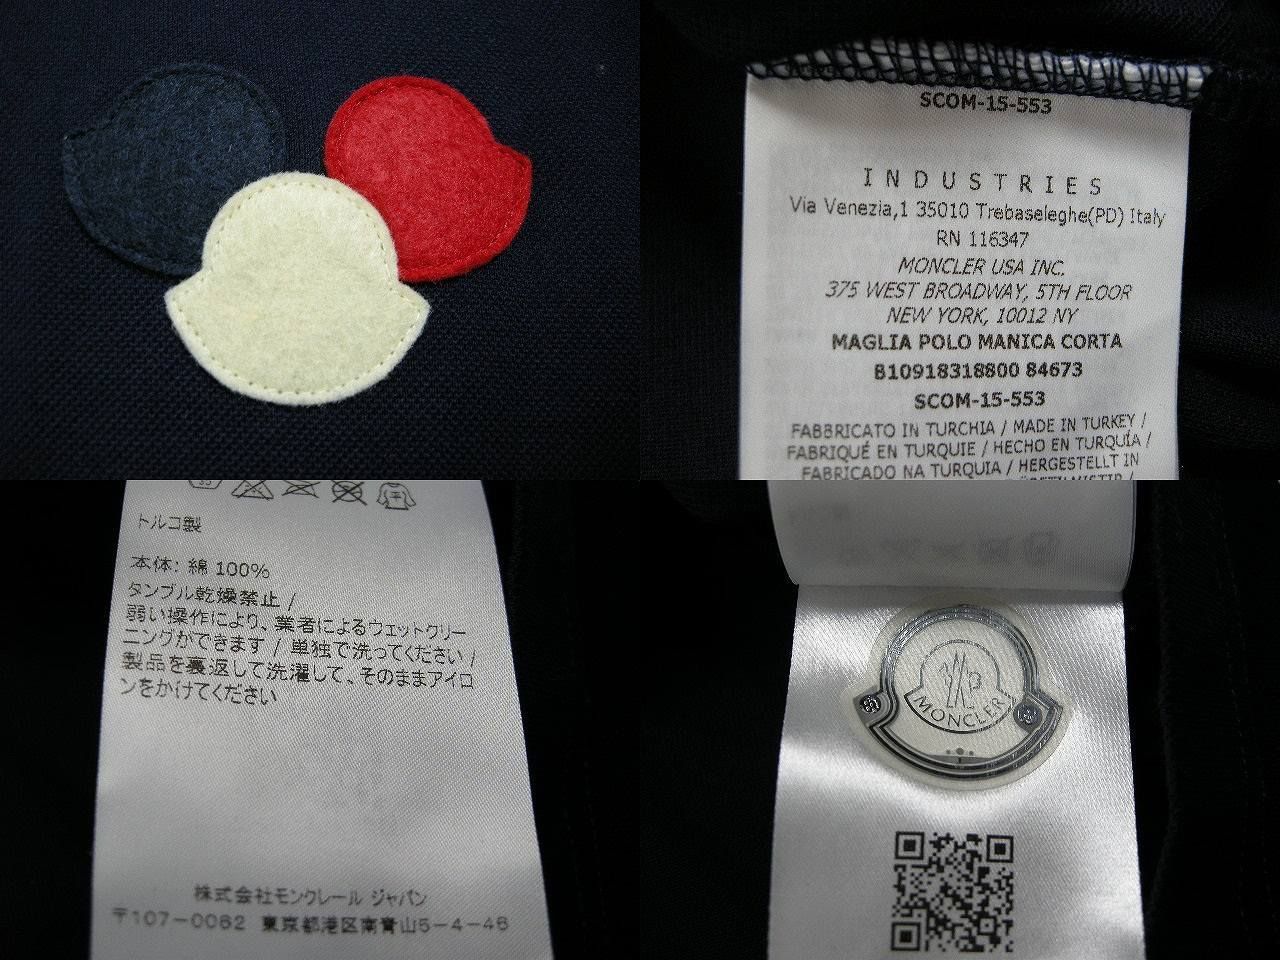 SCOM-15-553
INDUSTRIES
Via Venezia,1 35010 Trebaseleghe(PD) Italy
RN 116347
MONCLER USA INC.
375 WEST BROADWAY, 5TH FLOOR
NEW YORK, 10012 NY
MAGLIA POLO MANICA CORTA
B10918318800 84673
SCOM-15-553
FABBRICATO IN TURCHIA / MADE IN TURKEY /
FABRIQUÉ EN TURQUIE / HECHO EN TURQUÍA /
FABRICADO NA TURQUIA / HERGESTELLT IN
トルコ製
本体: 綿 100%
タンブル乾燥禁止 /
弱い操作により、業者によるウェットクリー
ニングができます / 単独で洗ってください /
製品を裏返して洗濯して、そのままアイロ
ンをかけてください
株式会社モンクレール ジャパン
〒107-0062 東京都港区南青山5-4-46
MONCLER